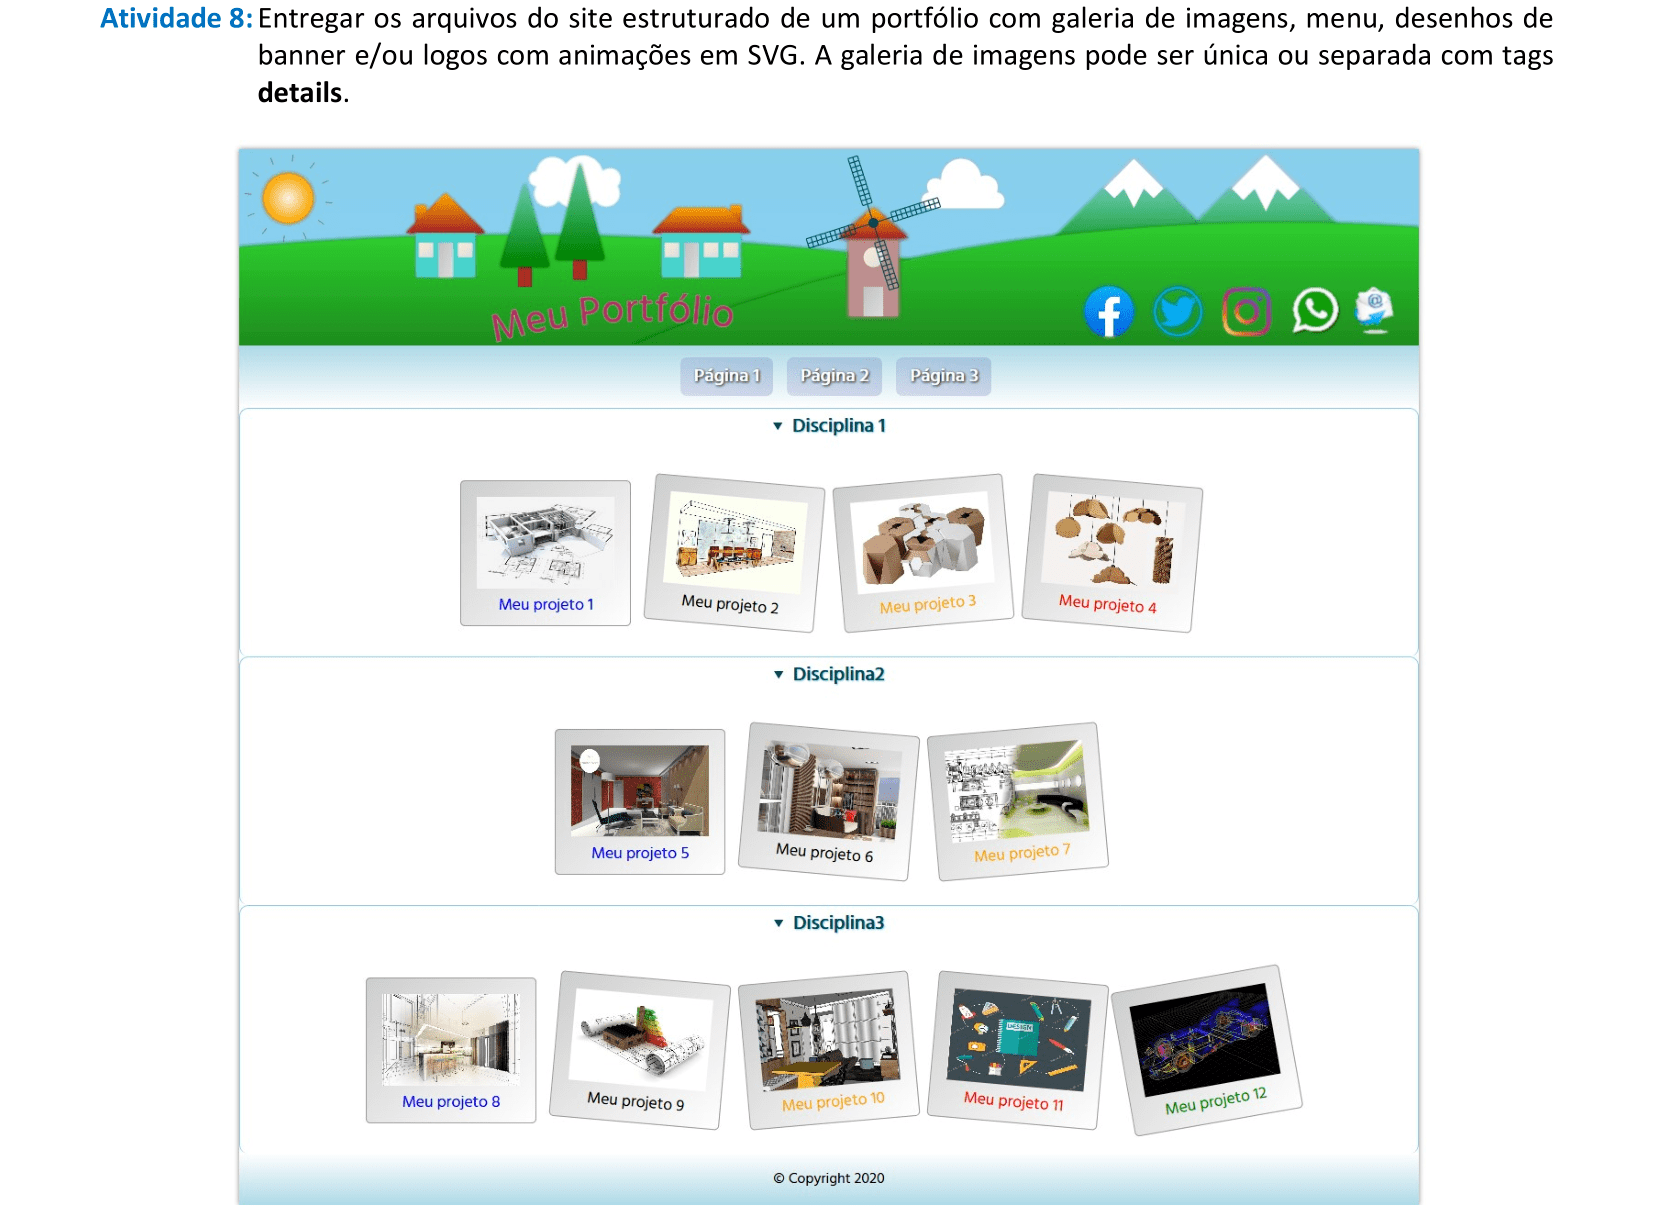 Atividade 8: Entregar os arquivos do site estruturado de um portfólio com galeria de imagens, menu, desenhos de
banner e/ou logos com animações em SVG. A galeria de imagens pode ser única ou separada com tags
details.
Meu Portfólio
Página 1 Página 2 Página 3
▼ Disciplina 1
Meu projeto 1 Meu projeto 2 Meu projeto 3 Meu projeto 4
▼ Disciplina2
Meu projeto 5 Meu projeto 6 Meu projeto 7
▼ Disciplina3
DESIGN
Meu projeto 8 Meu projeto 9 Meu projeto 10 Meu projeto 11 Meu projeto 12
© Copyright 2020